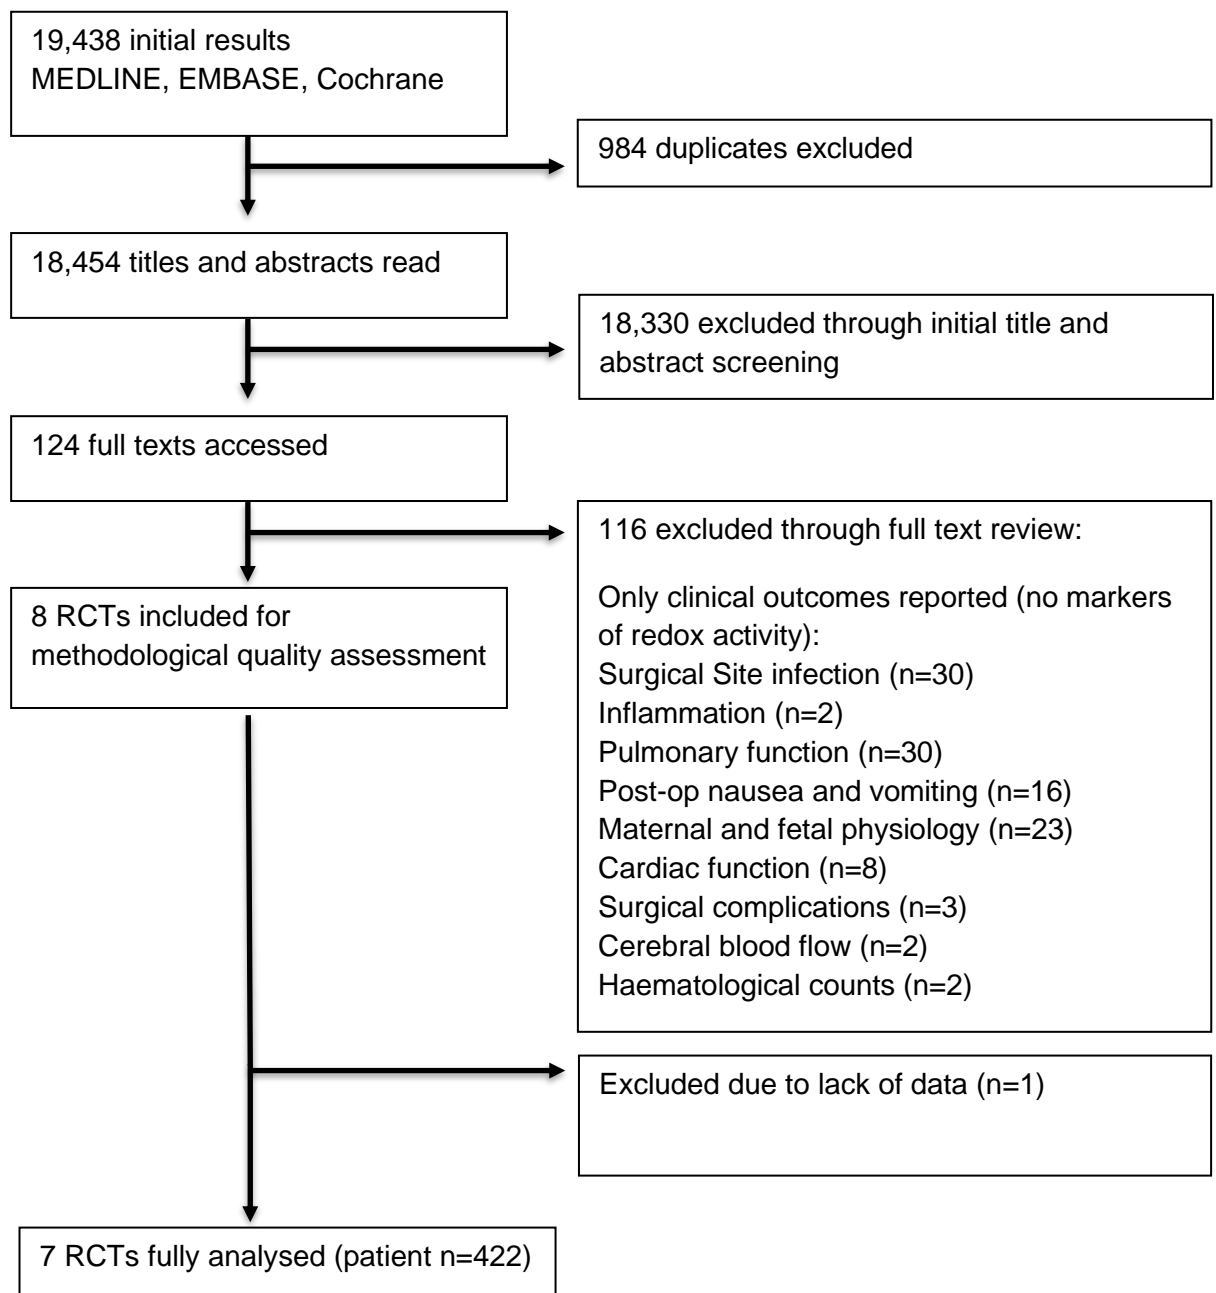 19,438 initial results
MEDLINE, EMBASE, Cochrane
984 duplicates excluded
18,454 titles and abstracts read
18,330 excluded through initial title and
abstract screening
124 full texts accessed
116 excluded through full text review:
Only clinical outcomes reported (no markers
of redox activity):
Surgical Site infection (n=30)
Inflammation (n=2)
Pulmonary function (n=30)
Post-op nausea and vomiting (n=16)
Maternal and fetal physiology (n=23)
Cardiac function (n=8)
Surgical complications (n=3)
Cerebral blood flow (n=2)
Haematological counts (n=2)
8 RCTs included for
methodological quality assessment
Excluded due to lack of data (n=1)
7 RCTs fully analysed (patient n=422)